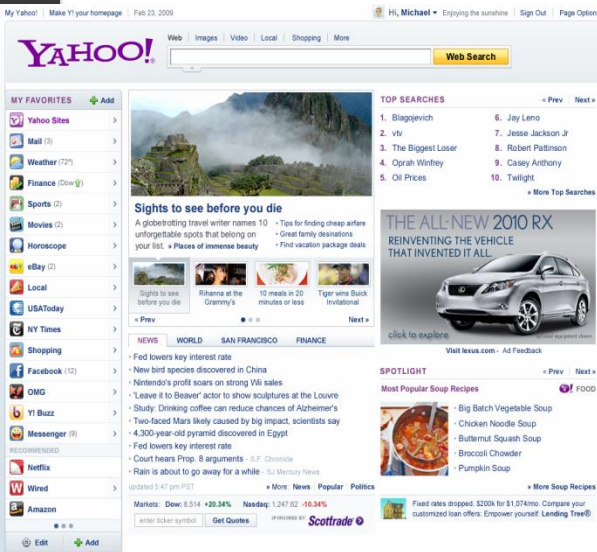 My Yahoo! Make Y! your homepage Feb 23, 2009
Hi, Michael Enjoying the sunshine Sign Out Page Option
YAHOO!
Web Images Video Local Shopping More
Web Search
MY FAVORITES Add
Yahoo Sites
Mail (3)
Weather (72°)
Finance (Dow)
Sports (2)
Movies (2)
Horoscope
eBay (2)
Local
USAToday
NY Times
Shopping
Facebook (12)
OMG
Y! Buzz
Messenger (9)
RECOMMENDED
Netflix
Wired
Amazon
Edit Add
Sights to see before you die
A globetrotting travel writer names 10
unforgettable spots that belong on
your list. » Places of immense beauty
· Tips for finding cheap airfare
· Great family desinations
· Find vacation package deals
Sights to see
before you die
Rihanna at the
Grammy's
10 meals in 20
minutes or less
Tiger wins Buick
Invitational
« Prev Next »
NEWS WORLD SAN FRANCISCO FINANCE
· Fed lowers key interest rate
· New bird species discovered in China
· Nintendo's profit soars on strong Wii sales
· 'Leave it to Beaver' actor to show sculptures at the Louvre
· Study: Drinking coffee can reduce chances of Alzheimer's
· Two-faced Mars likely caused by big impact, scientists say
· 4,300-year-old pyramid discovered in Egypt
· Fed lowers key interest rate
· Court hears Prop. 8 arguments - S.F. Chronicle
· Rain is about to go away for a while - SJ Mercury News
updated 5:47 pm PST » More: News Popular Politics
Markets: Dow: 8,514 +20.34% Nasdaq: 1,247.62 -10.34%
enter ticker symbol Get Quotes SPONSORED BY Scottrade
TOP SEARCHES « Prev Next »
1. Blagojevich
2. vtv
3. The Biggest Loser
4. Oprah Winfrey
5. Oil Prices
6. Jay Leno
7. Jesse Jackson Jr
8. Robert Pattinson
9. Casey Anthony
10. Twilight
» More Top Searches
THE ALL-NEW 2010 RX
REINVENTING THE VEHICLE
THAT INVENTED IT ALL.
click to explore
optional equipment shown
Visit lexus.com - Ad Feedback
SPOTLIGHT « Prev Next »
Most Popular Soup Recipes Y! FOOD
· Big Batch Vegetable Soup
· Chicken Noodle Soup
· Butternut Squash Soup
· Broccoli Chowder
· Pumpkin Soup
» More Soup Recipes
Fixed rates dropped. $200k for $1,074/mo. Compare your
customized loan offers: Empower yourself. Lending Tree®